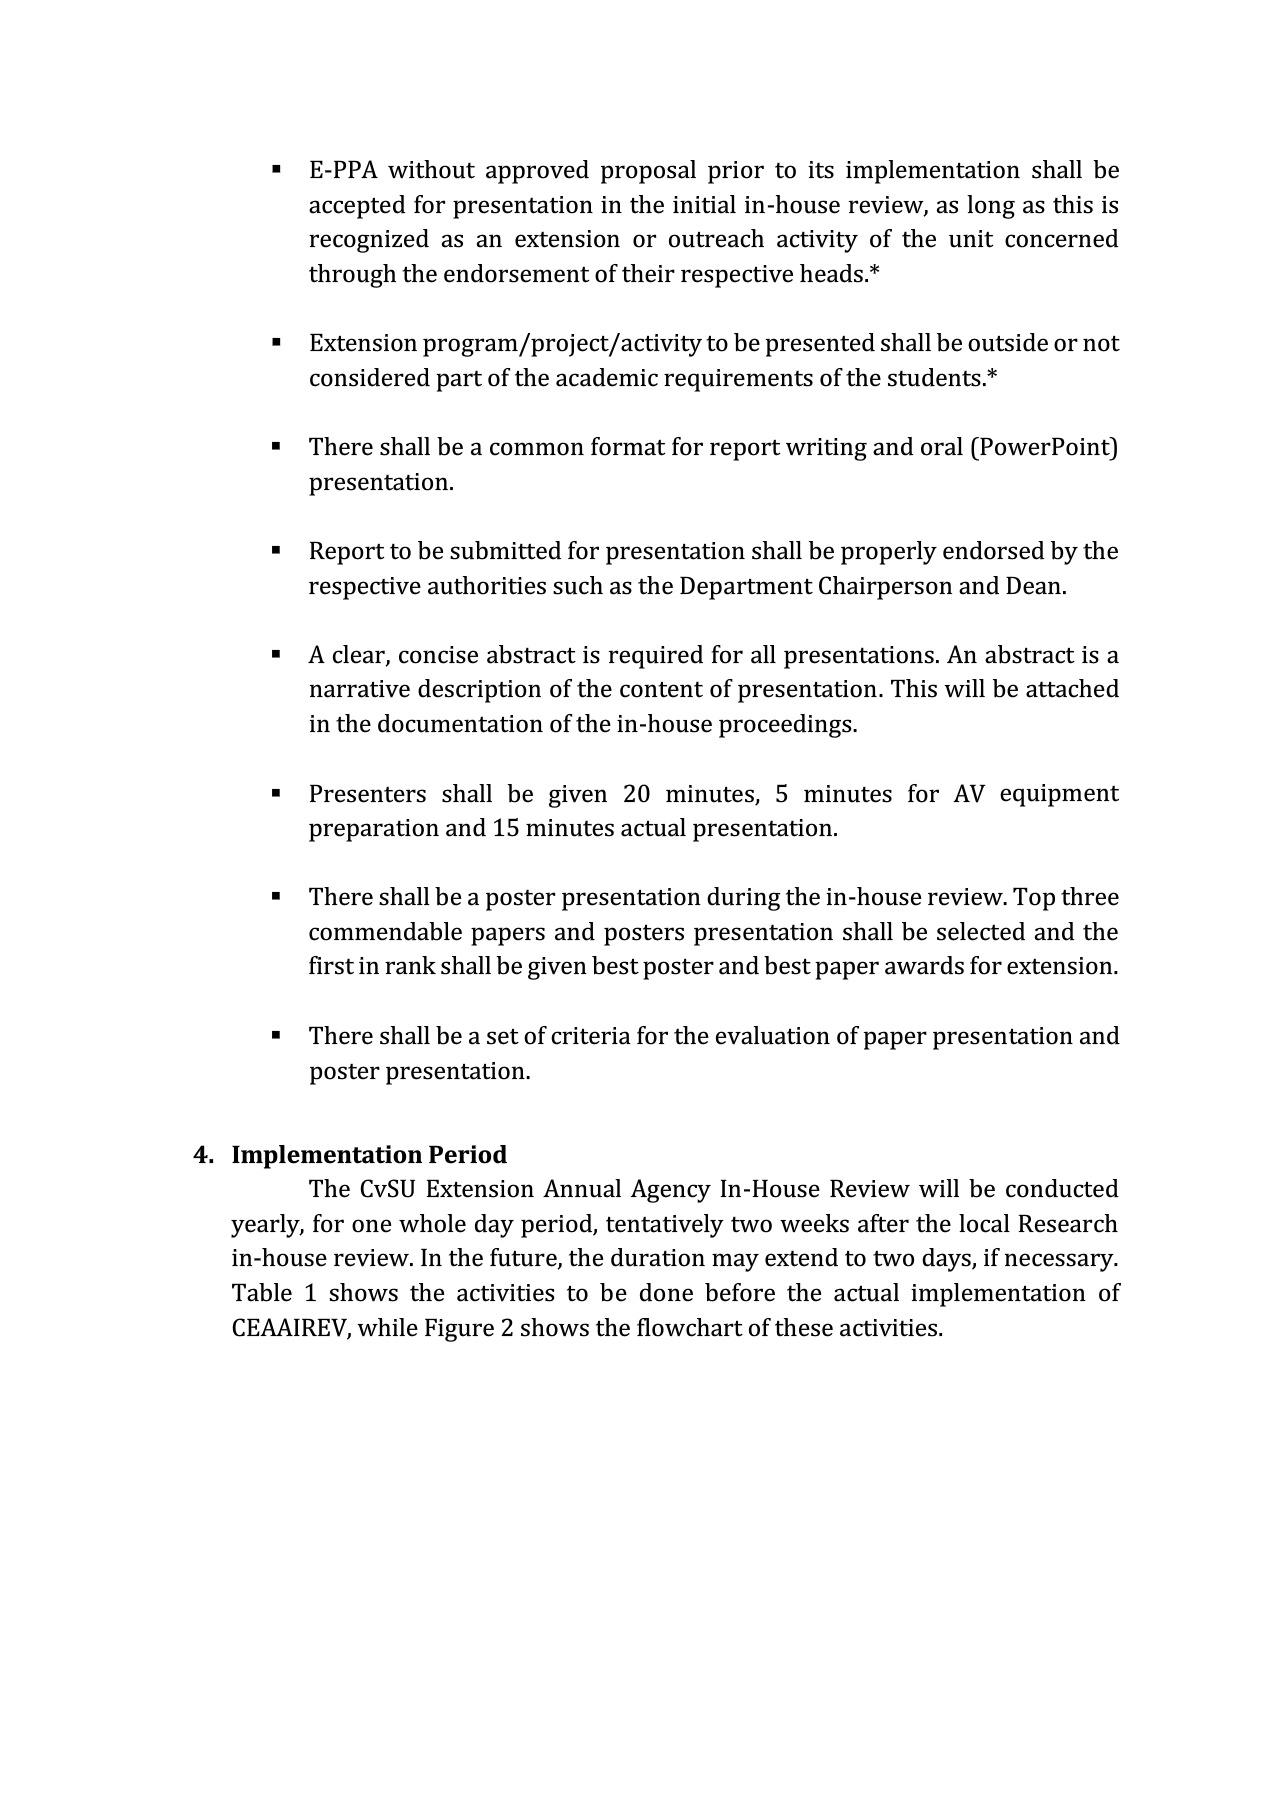 ▪ E-PPA without approved proposal prior to its implementation shall be
accepted for presentation in the initial in-house review, as long as this is
recognized as an extension or outreach activity of the unit concerned
through the endorsement of their respective heads.*
▪ Extension program/project/activity to be presented shall be outside or not
considered part of the academic requirements of the students.*
▪ There shall be a common format for report writing and oral (PowerPoint)
presentation.
▪ Report to be submitted for presentation shall be properly endorsed by the
respective authorities such as the Department Chairperson and Dean.
▪ A clear, concise abstract is required for all presentations. An abstract is a
narrative description of the content of presentation. This will be attached
in the documentation of the in-house proceedings.
▪ Presenters shall be given 20 minutes, 5 minutes for AV equipment
preparation and 15 minutes actual presentation.
▪ There shall be a poster presentation during the in-house review. Top three
commendable papers and posters presentation shall be selected and the
first in rank shall be given best poster and best paper awards for extension.
▪ There shall be a set of criteria for the evaluation of paper presentation and
poster presentation.
4. Implementation Period
The CvSU Extension Annual Agency In-House Review will be conducted
yearly, for one whole day period, tentatively two weeks after the local Research
in-house review. In the future, the duration may extend to two days, if necessary.
Table 1 shows the activities to be done before the actual implementation of
CEAAIREV, while Figure 2 shows the flowchart of these activities.